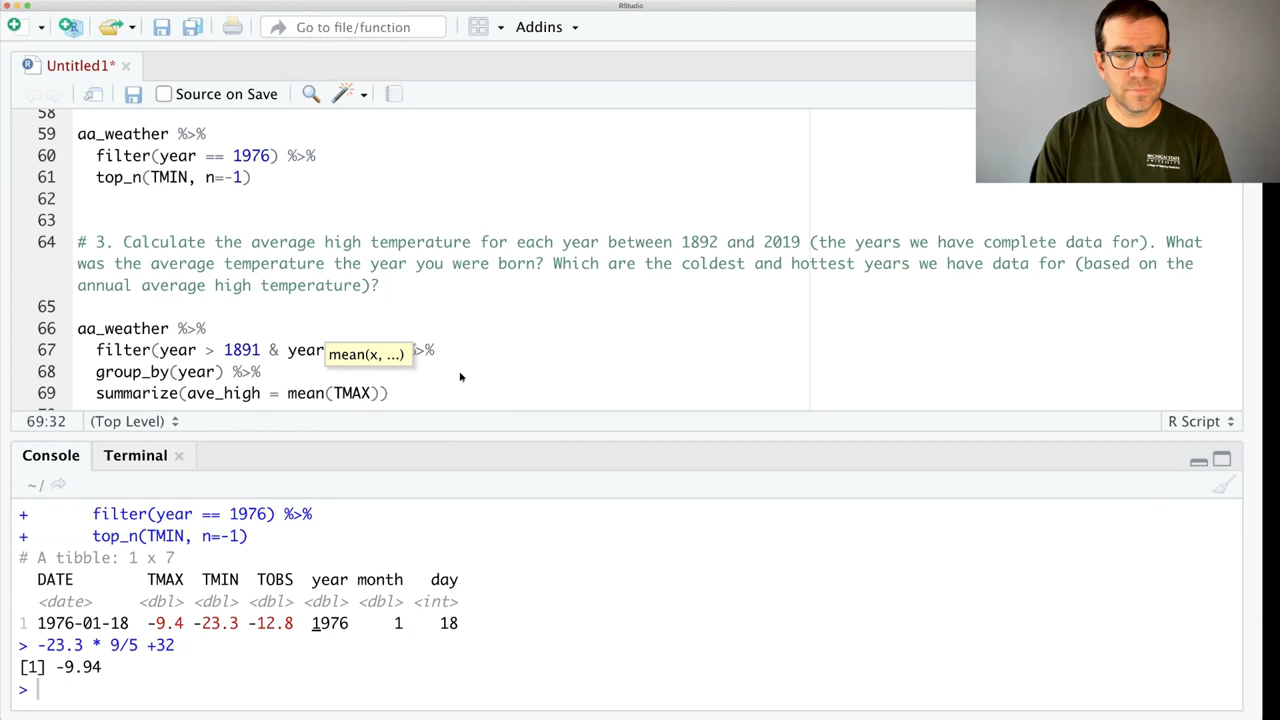 RStudio
Go to file/function
Addins
Untitled1*
Source on Save
58
59 aa_weather %>%
60 filter(year == 1976) %>%
61 top_n(TMIN, n=-1)
62
63
64 # 3. Calculate the average high temperature for each year between 1892 and 2019 (the years we have complete data for). What
was the average temperature the year you were born? Which are the coldest and hottest years we have data for (based on the
annual average high temperature)?
65
66 aa_weather %>%
67 filter(year > 1891 & year %>%
mean(x, ...)
68 group_by(year) %>%
69 summarize(ave_high = mean(TMAX))
69:32 (Top Level) R Script
Console Terminal
~/
+ filter(year == 1976) %>%
+ top_n(TMIN, n=-1)
# A tibble: 1 x 7
DATE TMAX TMIN TOBS year month day
<date> <dbl> <dbl> <dbl> <dbl> <dbl> <int>
1 1976-01-18 -9.4 -23.3 -12.8 1976 1 18
> -23.3 * 9/5 +32
[1] -9.94
>
MICHIGAN STATE
UNIVERSITY